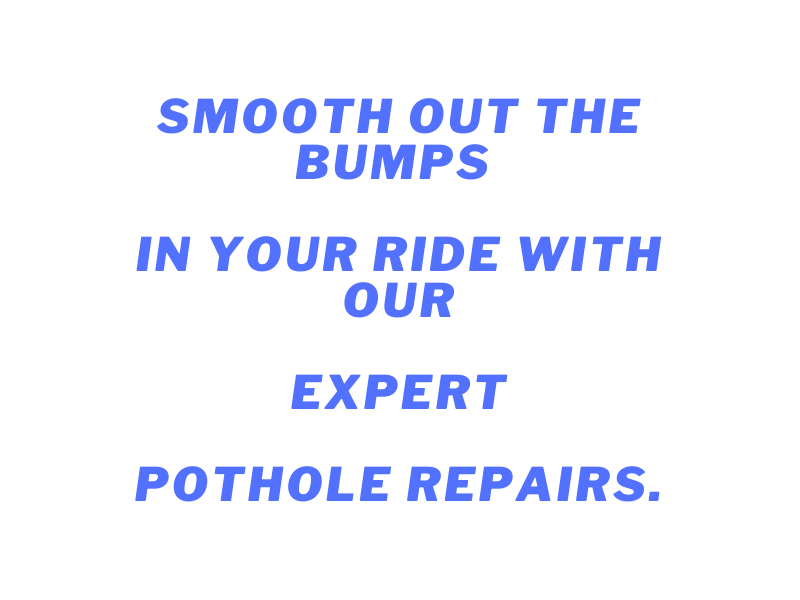 SMOOTH OUT THE
BUMPS
IN YOUR RIDE WITH
OUR
EXPERT
POTHOLE REPAIRS.